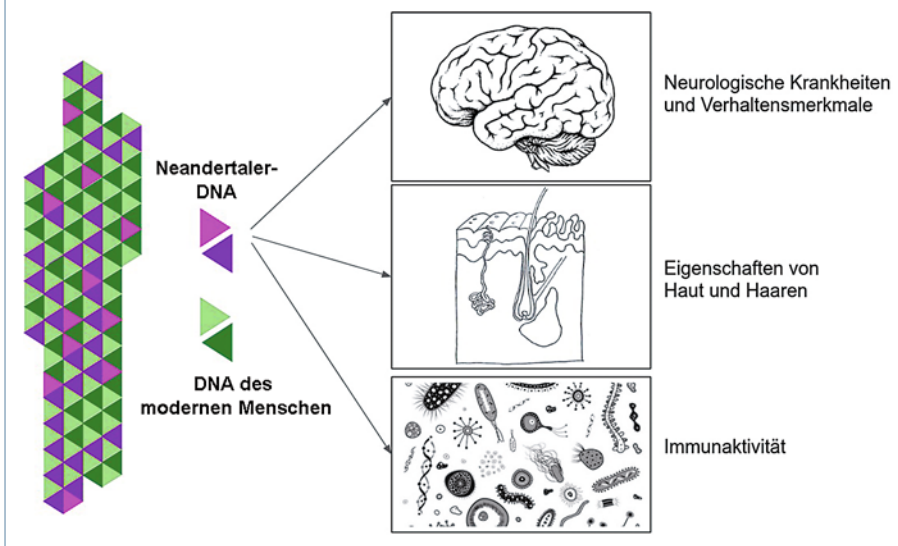 Neandertaler-
DNA
DNA des
modernen Menschen
Neurologische Krankheiten
und Verhaltensmerkmale
Eigenschaften von
Haut und Haaren
Immunaktivität